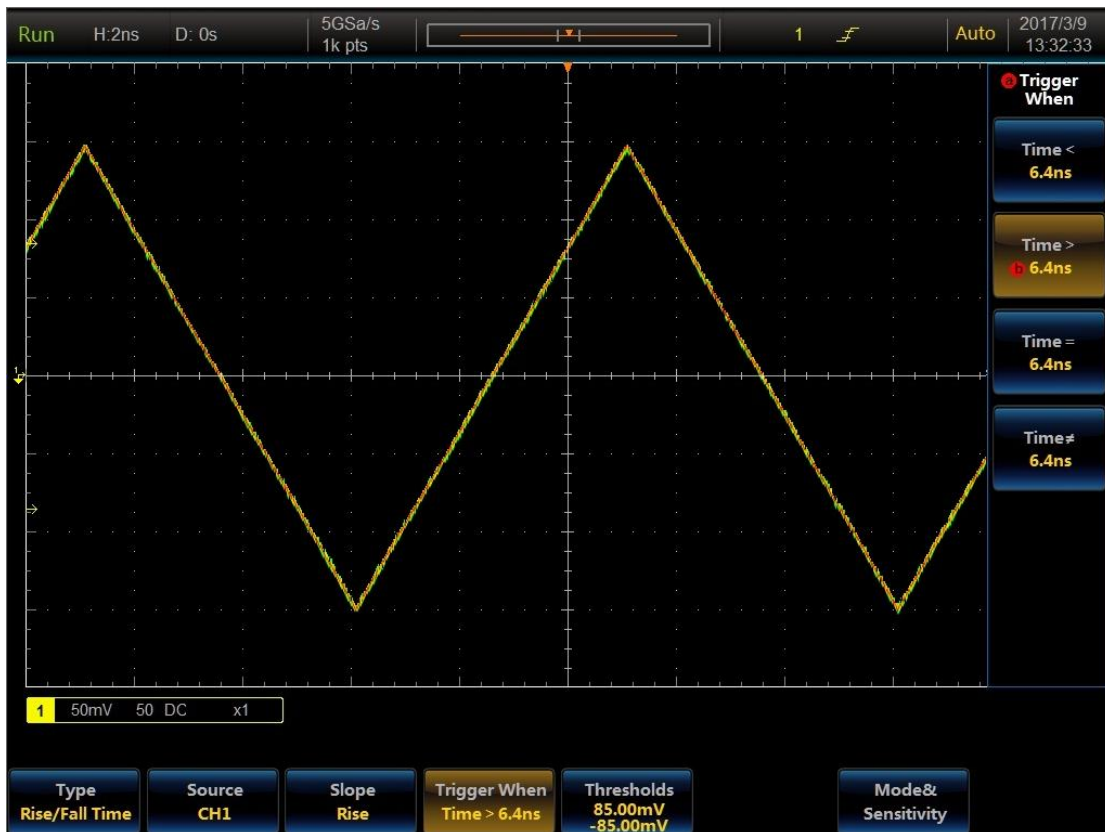 Run H:2ns D: 0s 5GSa/s 1 Auto 2017/3/9
1k pts 13:32:33
a Trigger
When
Time <
6.4ns
Time >
b 6.4ns
Time =
6.4ns
Time≠
6.4ns
1
1 50mV 50 DC x1
Type
Rise/Fall Time
Source
CH1
Slope
Rise
Trigger When
Time > 6.4ns
Thresholds
85.00mV
-85.00mV
Mode&
Sensitivity